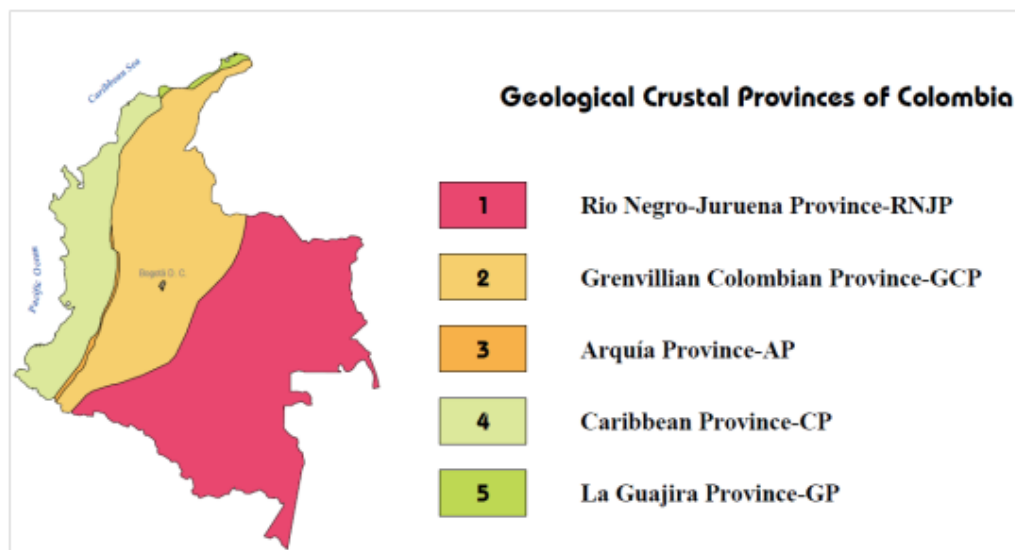 Caribbean Sea
Geological Crustal Provinces of Colombia
1 Rio Negro-Juruena Province-RNJP
2 Grenvillian Colombian Province-GCP
Bogotá D. C.
Pacific Ocean
3 Arquía Province-AP
4 Caribbean Province-CP
5 La Guajira Province-GP